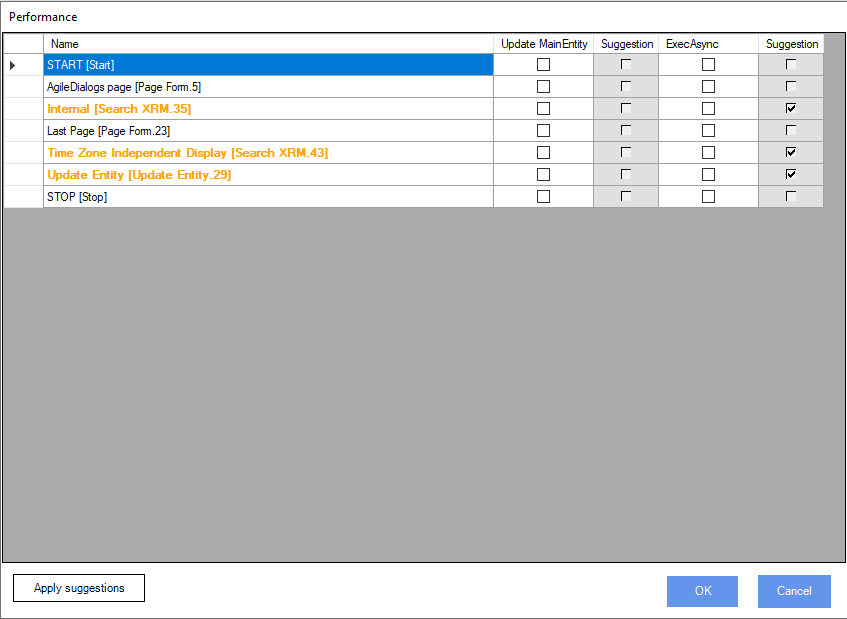 Performance
Name Update MainEntity Suggestion ExecAsync Suggestion
START [Start]
AgileDialogs page [Page Form.5]
Internal [Search XRM.35]
Last Page [Page Form.23]
Time Zone Independent Display [Search XRM.43]
Update Entity [Update Entity.29]
STOP [Stop]
Apply suggestions OK Cancel